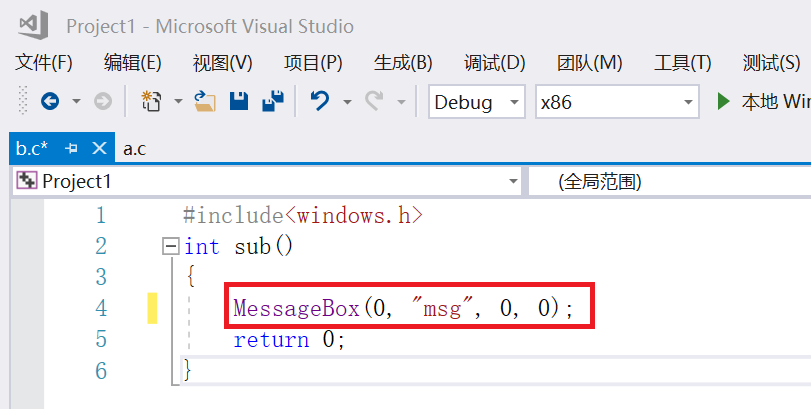 Project1 - Microsoft Visual Studio
文件(F) 编辑(E) 视图(V) 项目(P) 生成(B) 调试(D) 团队(M) 工具(T) 测试(S)
Debug x86 本地 Win
b.c* a.c
Project1 (全局范围)
1 #include<windows.h>
2 int sub()
3 {
4 MessageBox(0, "msg", 0, 0);
5 return 0;
6 }